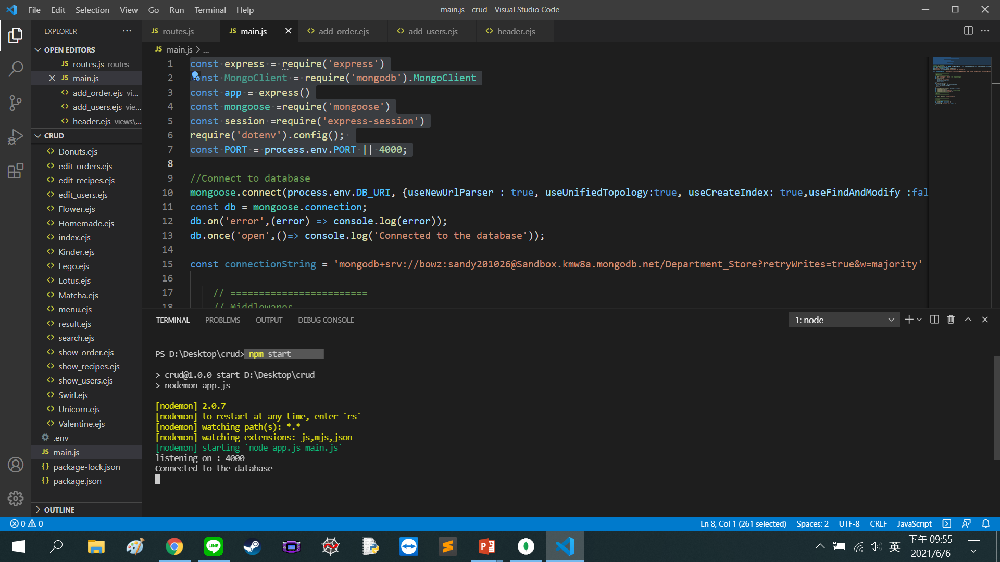 File Edit Selection View Go Run Terminal Help
main.js - crud - Visual Studio Code
EXPLORER ...
JS routes.js
JS main.js
<> add_order.ejs
<> add_users.ejs
<> header.ejs
OPEN EDITORS
JS routes.js routes
JS main.js
<> add_order.ejs vi...
<> add_users.ejs vie...
<> header.ejs views\...
CRUD
<> Donuts.ejs
<> edit_orders.ejs
<> edit_recipes.ejs
<> edit_users.ejs
<> Flower.ejs
<> Homemade.ejs
<> index.ejs
<> Kinder.ejs
<> Lego.ejs
<> Lotus.ejs
<> Matcha.ejs
<> menu.ejs
<> result.ejs
<> search.ejs
<> show_order.ejs
<> show_recipes.ejs
<> show_users.ejs
<> Swirl.ejs
<> Unicorn.ejs
<> Valentine.ejs
.env
JS main.js
{} package-lock.json
{} package.json
OUTLINE
JS main.js > ...
1 const express = require('express')
2 const MongoClient = require('mongodb').MongoClient
3 const app = express()
4 const mongoose =require('mongoose')
5 const session =require('express-session')
6 require('dotenv').config();
7 const PORT = process.env.PORT || 4000;
8
9 //Connect to database
10 mongoose.connect(process.env.DB_URI, {useNewUrlParser : true, useUnifiedTopology:true, useCreateIndex: true,useFindAndModify :fal
11 const db = mongoose.connection;
12 db.on('error',(error) => console.log(error));
13 db.once('open',()=> console.log('Connected to the database'));
14
15 const connectionString = 'mongodb+srv://bowz:sandy201026@Sandbox.kmw8a.mongodb.net/Department_Store?retryWrites=true&w=majority'
16
17 // ========================
18 // Middlewares
TERMINAL PROBLEMS OUTPUT DEBUG CONSOLE
1: node
PS D:\Desktop\crud> npm start
> crud@1.0.0 start D:\Desktop\crud
> nodemon app.js
[nodemon] 2.0.7
[nodemon] to restart at any time, enter `rs`
[nodemon] watching path(s): *.*
[nodemon] watching extensions: js,mjs,json
[nodemon] starting `node app.js main.js`
listening on : 4000
Connected to the database
0 0
Ln 8, Col 1 (261 selected) Spaces: 2 UTF-8 CRLF JavaScript
LINE
英
下午 09:55
2021/6/6